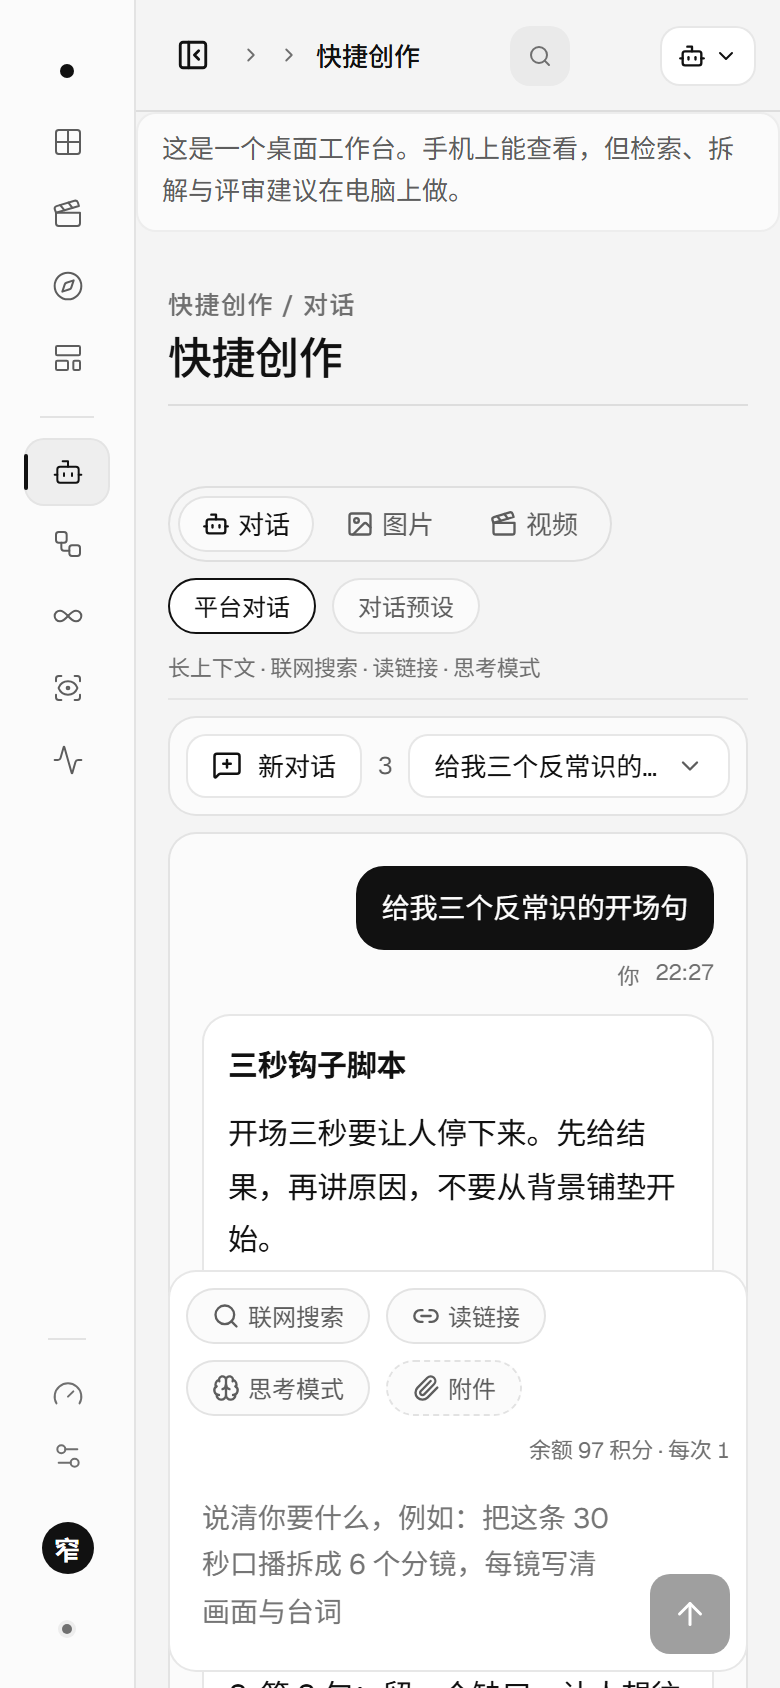 快捷创作
这是一个桌面工作台。手机上能查看，但检索、拆
解与评审建议在电脑上做。
快捷创作 / 对话
快捷创作
对话 图片 视频
平台对话 对话预设
长上下文 · 联网搜索 · 读链接 · 思考模式
新对话 3 给我三个反常识的...
给我三个反常识的开场句
你 22:27
三秒钩子脚本
开场三秒要让人停下来。先给结
果，再讲原因，不要从背景铺垫开
始。
联网搜索 读链接
思考模式 附件
余额 97 积分 · 每次 1
说清你要什么，例如：把这条 30
秒口播拆成 6 个分镜，每镜写清
画面与台词
窄